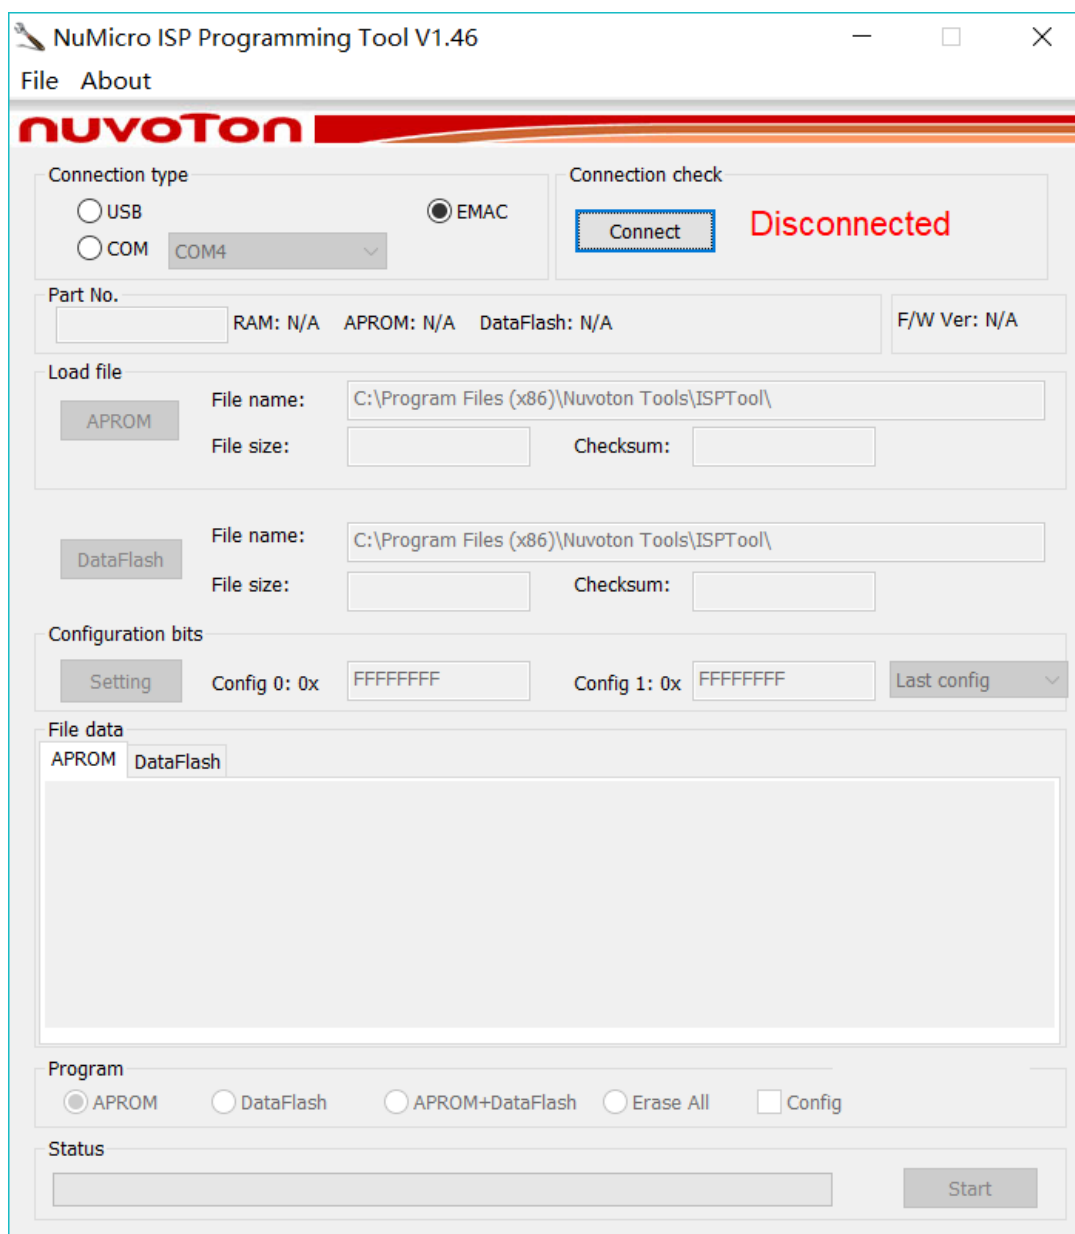 NuMicro ISP Programming Tool V1.46
File About
nuvoTon
Connection type
Connection check
USB
EMAC
Connect
Disconnected
COM
COM4
Part No.
RAM: N/A APROM: N/A DataFlash: N/A
F/W Ver: N/A
Load file
APROM
File name:
C:\Program Files (x86)\Nuvoton Tools\ISPTool\
File size:
Checksum:
DataFlash
File name:
C:\Program Files (x86)\Nuvoton Tools\ISPTool\
File size:
Checksum:
Configuration bits
Setting
Config 0: 0x
FFFFFFFF
Config 1: 0x
FFFFFFFF
Last config
File data
APROM
DataFlash
Program
APROM
DataFlash
APROM+DataFlash
Erase All
Config
Status
Start